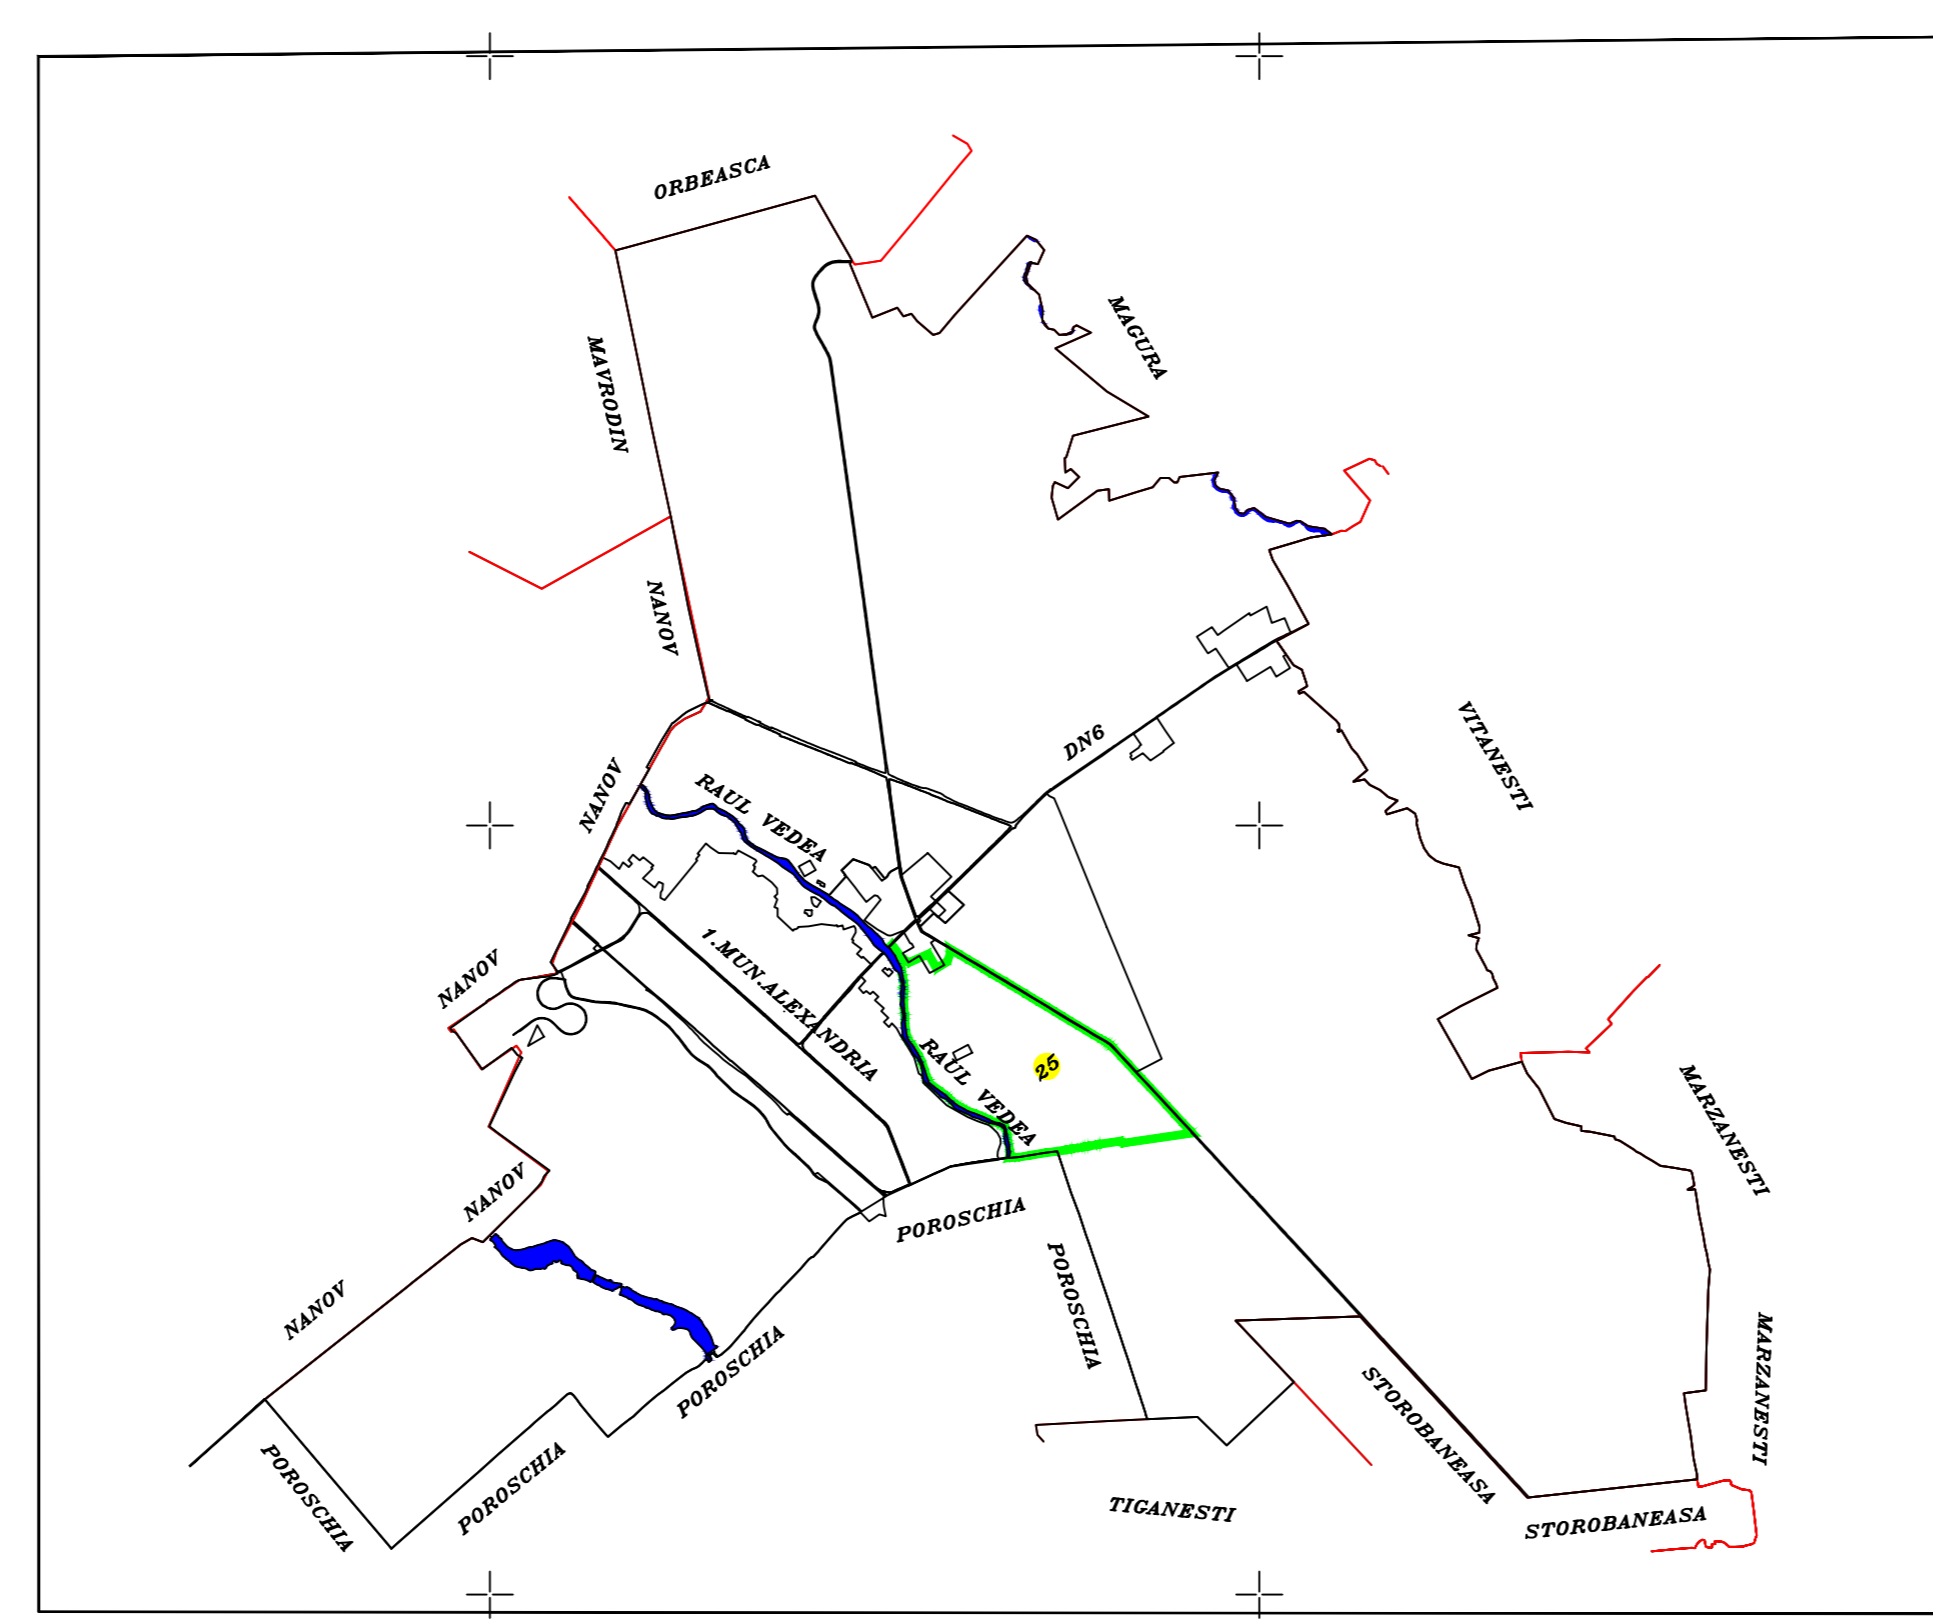 ORBEASCA
MAGURA
MAVRODIN
NANOV
VITANESTI
DN6
NANOV
RAUL VEDEA
1.MUN.ALEXANDRIA
NANOV
RAUL VEDEA
25
MARZANESTI
NANOV
POROSCHIA
POROSCHIA
NANOV
MARZANESTI
POROSCHIA
STOROBANEASA
POROSCHIA
POROSCHIA
TIGANESTI
STOROBANEASA